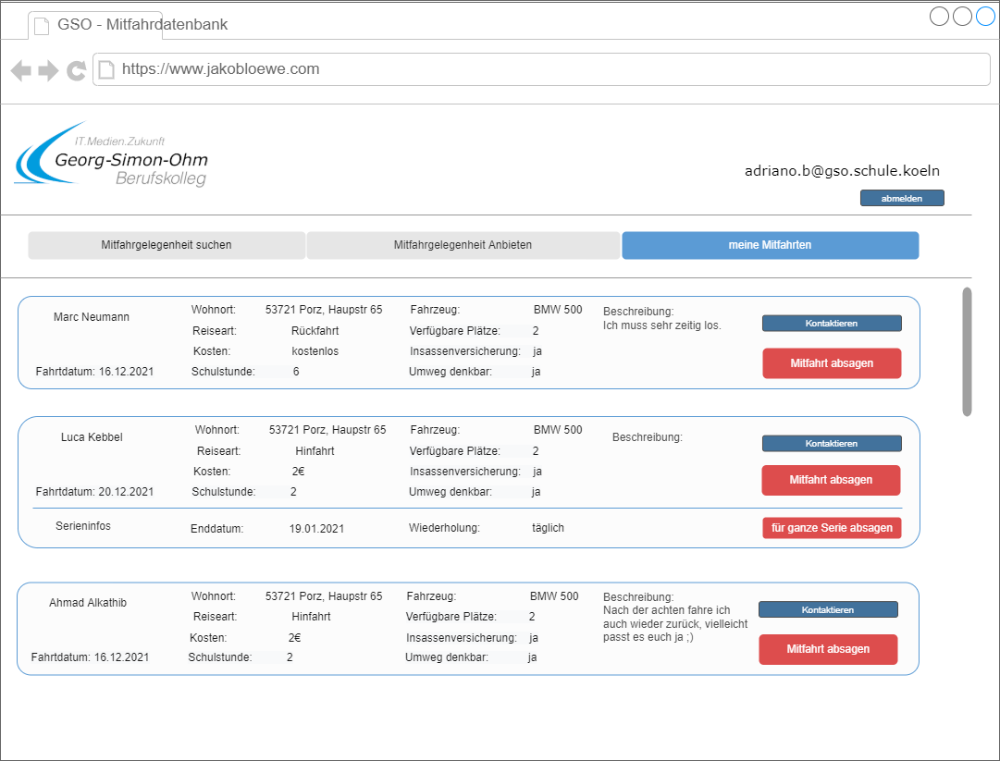 GSO - Mitfahrdatenbank
https://www.jakobloewe.com
IT.Medien.Zukunft
Georg-Simon-Ohm
Berufskolleg
adriano.b@gso.schule.koeln
abmelden
Mitfahrgelegenheit suchen Mitfahrgelegenheit Anbieten meine Mitfahrten
Marc Neumann
Fahrtdatum: 16.12.2021
Wohnort: 53721 Porz, Haupstr 65
Reiseart: Rückfahrt
Kosten: kostenlos
Schulstunde: 6
Fahrzeug: BMW 500
Verfügbare Plätze: 2
Insassenversicherung: ja
Umweg denkbar: ja
Beschreibung:
Ich muss sehr zeitig los.
Kontaktieren
Mitfahrt absagen
Luca Kebbel
Fahrtdatum: 20.12.2021
Wohnort: 53721 Porz, Haupstr 65
Reiseart: Hinfahrt
Kosten: 2€
Schulstunde: 2
Fahrzeug: BMW 500
Verfügbare Plätze: 2
Insassenversicherung: ja
Umweg denkbar: ja
Beschreibung:
Kontaktieren
Mitfahrt absagen
Serieninfos Enddatum: 19.01.2021 Wiederholung: täglich
für ganze Serie absagen
Ahmad Alkathib
Fahrtdatum: 16.12.2021
Wohnort: 53721 Porz, Haupstr 65
Reiseart: Hinfahrt
Kosten: 2€
Schulstunde: 2
Fahrzeug: BMW 500
Verfügbare Plätze: 2
Insassenversicherung: ja
Umweg denkbar: ja
Beschreibung:
Nach der achten fahre ich
auch wieder zurück, vielleicht
passt es euch ja ;)
Kontaktieren
Mitfahrt absagen